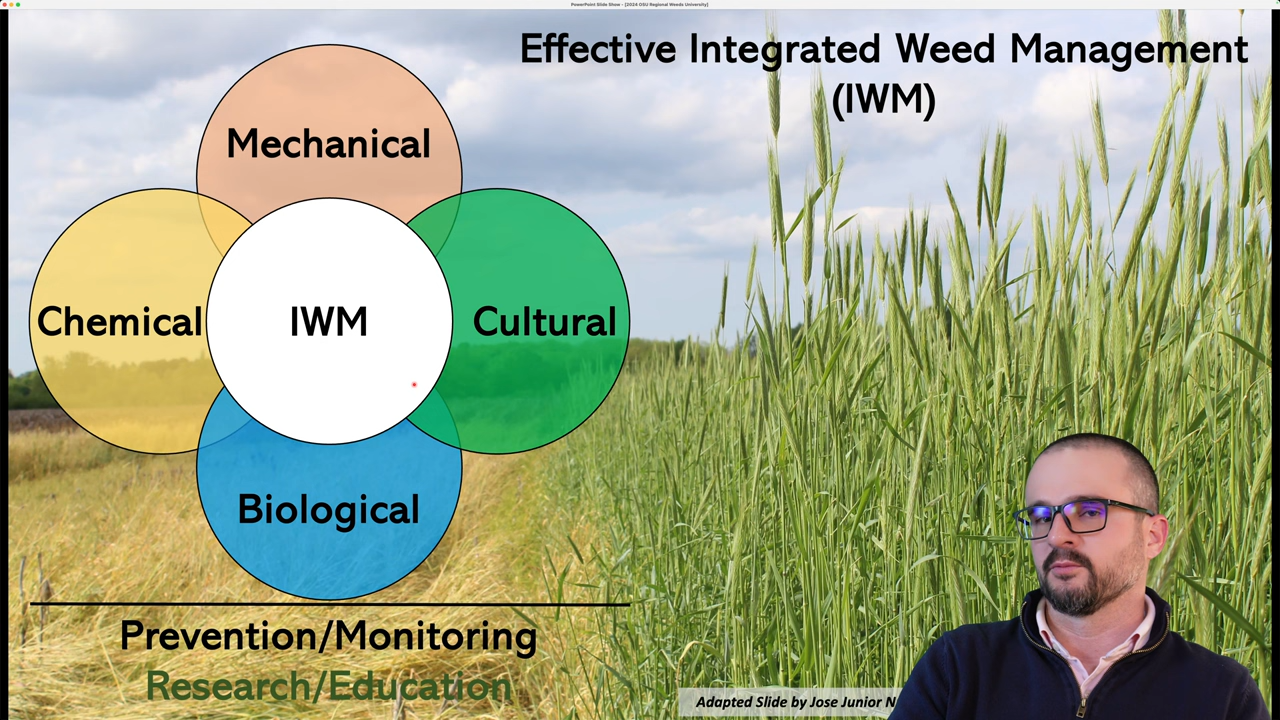 PowerPoint Slide Show - [2024 OSU Regional Weeds University]
Effective Integrated Weed Management
(IWM)
Mechanical
Chemical
IWM
Cultural
Biological
Prevention/Monitoring
Research/Education
Adapted Slide by Jose Junior N